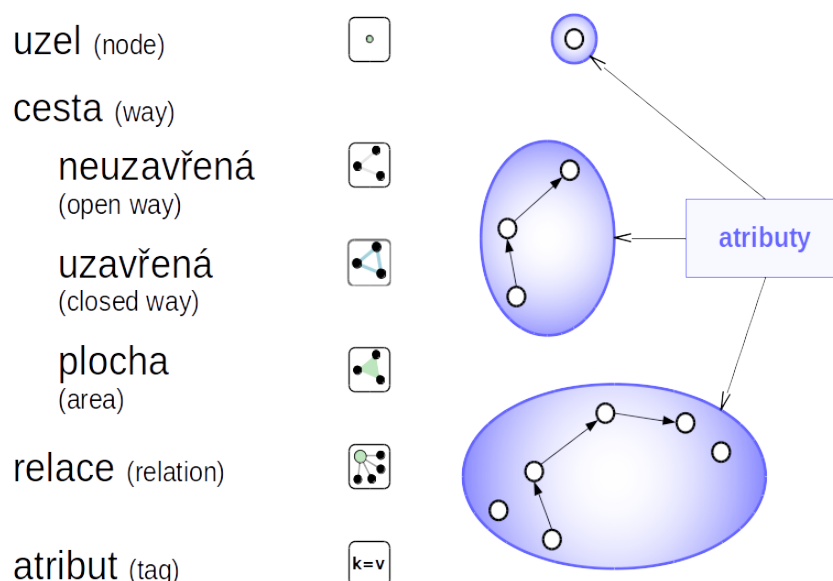 uzel (node)
cesta (way)
neuzavřená
(open way)
uzavřená
(closed way)
plocha
(area)
relace (relation)
atribut (tag)
k=v
atributy